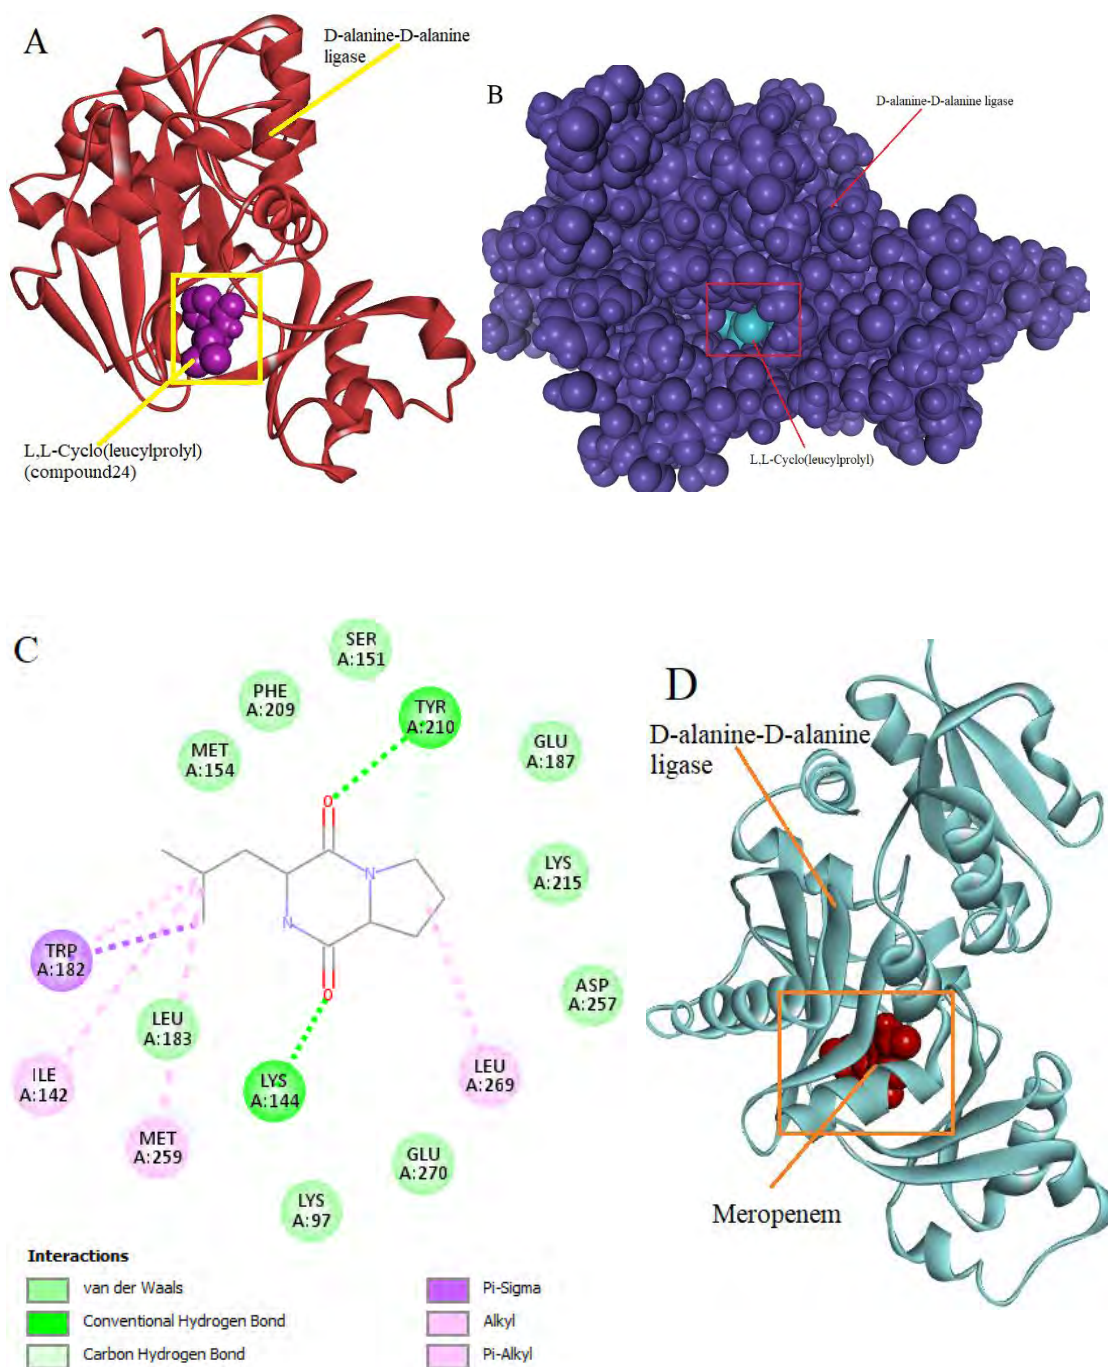 A
D-alanine-D-alanine
ligase
L,L-Cyclo(leucylprolyl)
(compound24)
B
D-alanine-D-alanine ligase
L,L-Cyclo(leucylprolyl)
C
SER
A:151
PHE
A:209
TYR
A:210
MET
A:154
GLU
A:187
O
N
LYS
A:215
N
TRP
A:182
O
ASP
A:257
LEU
A:183
ILE
A:142
LYS
A:144
LEU
A:269
MET
A:259
GLU
A:270
LYS
A:97
Interactions
van der Waals
Conventional Hydrogen Bond
Carbon Hydrogen Bond
Pi-Sigma
Alkyl
Pi-Alkyl
D
D-alanine-D-alanine
ligase
Meropenem